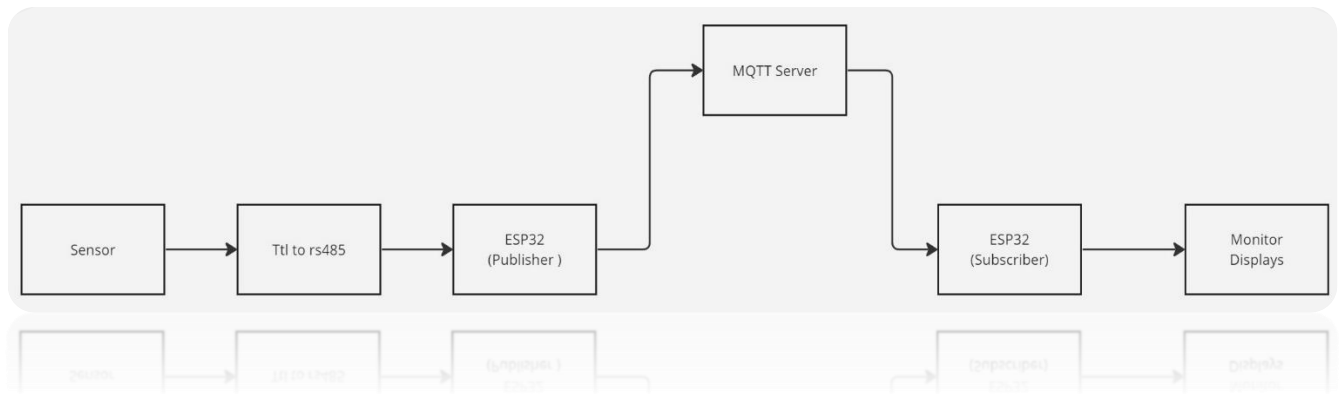 MQTT Server
Sensor
Ttl to rs485
ESP32
(Publisher )
ESP32
(Subscriber)
Monitor
Displays